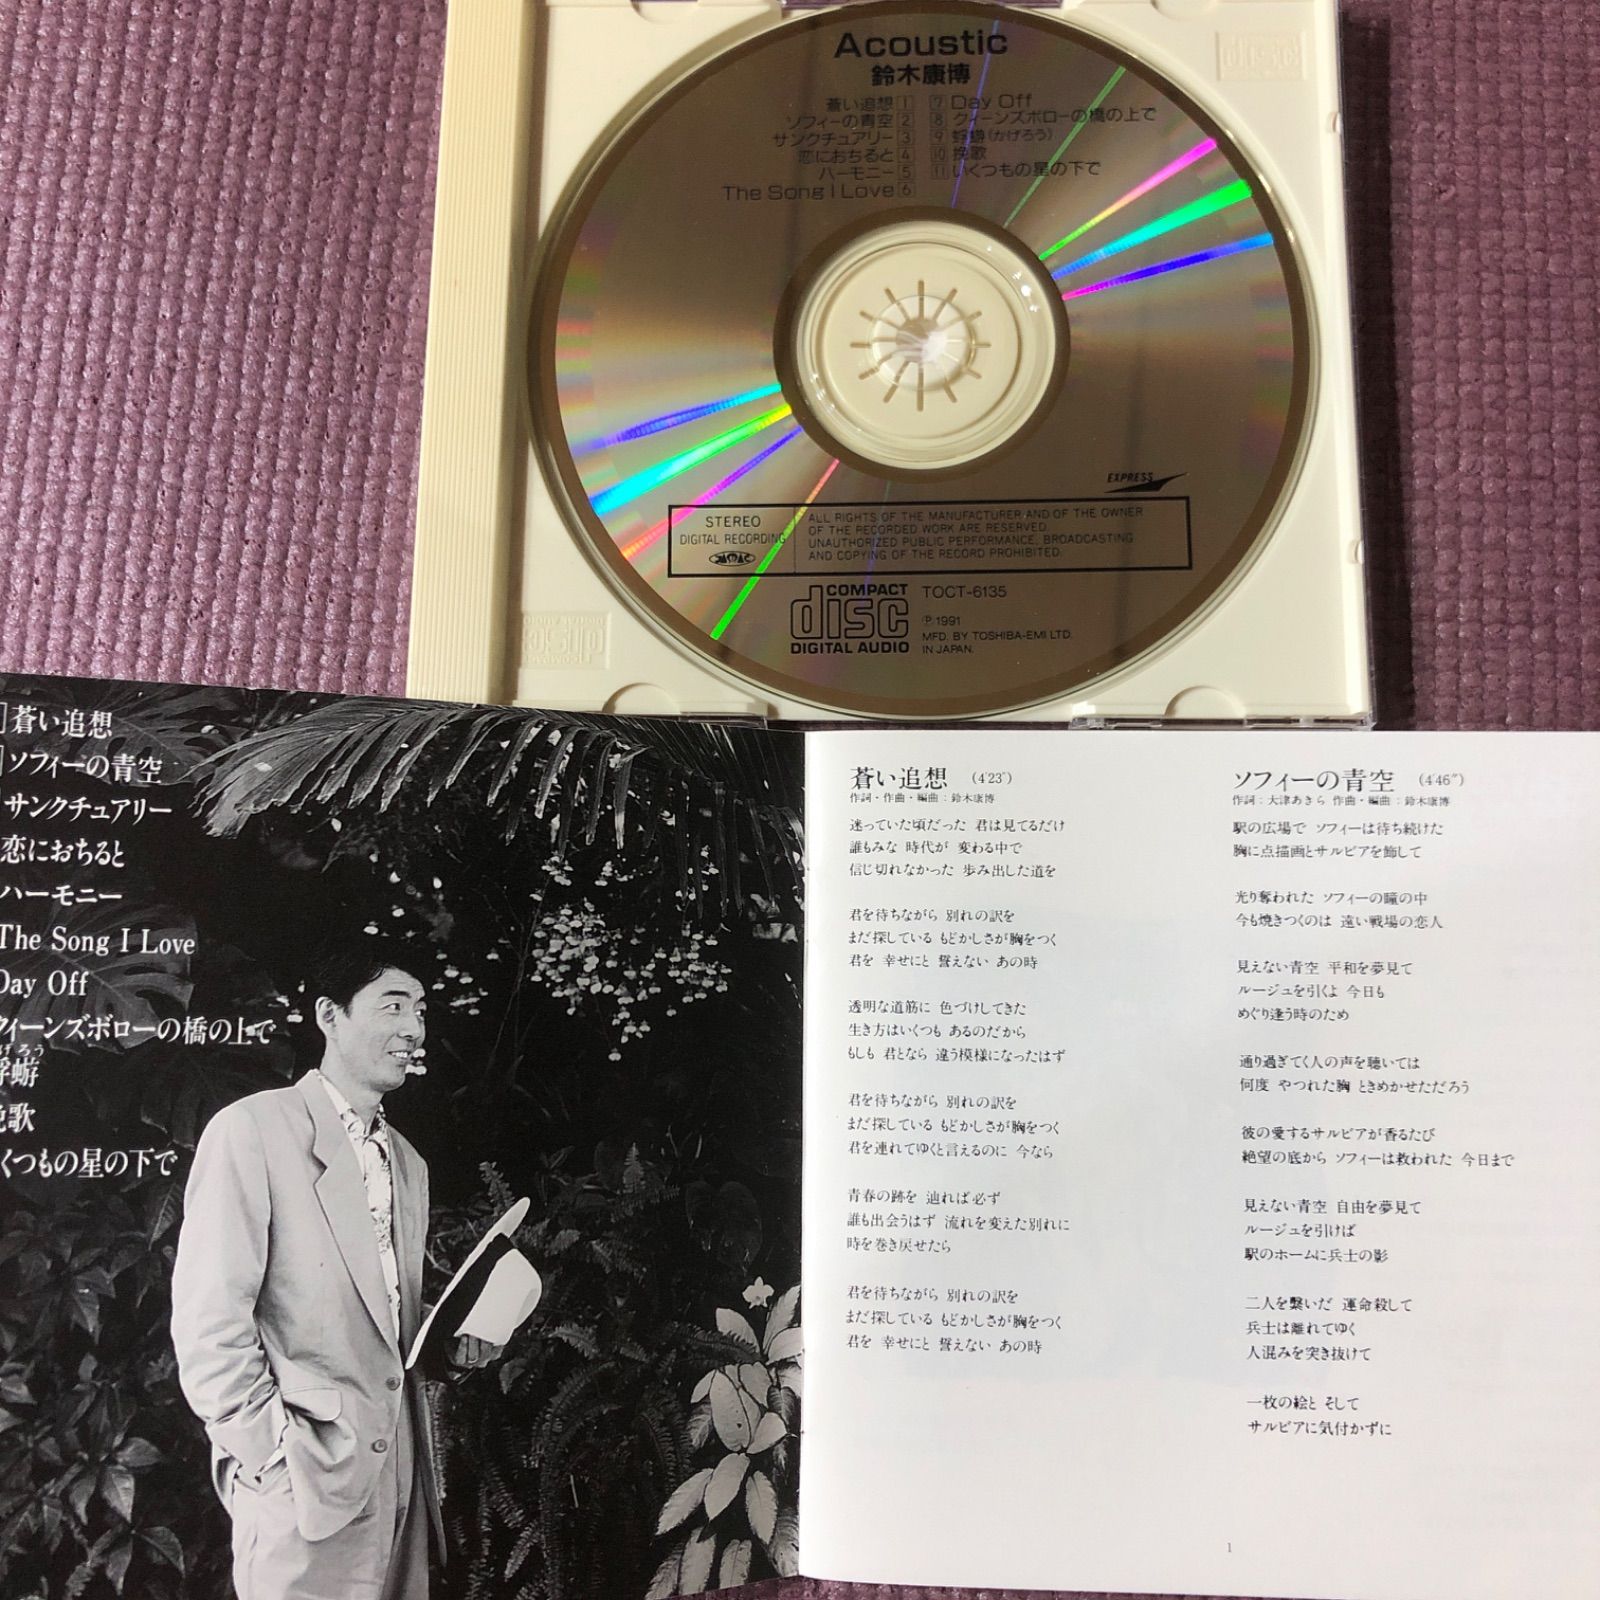 Acoustic
鈴木康博
蒼い追想 1
ソフィーの青空 2
サンクチュアリー 3
恋におちると 4
ハーモニー 5
The Song I Love 6
7 Day Off
8 クィーンズボローの橋の上で
9 蜉蝣(かげろう)
10 挽歌
11 いくつもの星の下で
EXPRESS
STEREO
DIGITAL RECORDING
ALL RIGHTS OF THE MANUFACTURER AND OF THE OWNER
OF THE RECORDED WORK ARE RESERVED.
UNAUTHORIZED PUBLIC PERFORMANCE, BROADCASTING
AND COPYING OF THE RECORD PROHIBITED.
COMPACT
disc
DIGITAL AUDIO
TOCT-6135
℗ 1991
MFD. BY TOSHIBA-EMI LTD.
IN JAPAN.
蒼い追想
ソフィーの青空
サンクチュアリー
恋におちると
ハーモニー
The Song I Love
Day Off
クィーンズボローの橋の上で
げろう
蜉蝣
挽歌
くつもの星の下で
蒼い追想 (4'23")
作詞・作曲・編曲:鈴木康博
迷っていた頃だった 君は見てるだけ
誰もみな 時代が 変わる中で
信じ切れなかった 歩み出した道を
君を待ちながら 別れの訳を
まだ探している もどかしさが胸をつく
君を 幸せにと 誓えない あの時
透明な道筋に 色づけしてきた
生き方はいくつも あるのだから
もしも 君となら 違う模様になったはず
君を待ちながら 別れの訳を
まだ探している もどかしさが胸をつく
君を連れてゆくと言えるのに 今なら
青春の跡を 辿れば必ず
誰も出会うはず 流れを変えた別れに
時を巻き戻せたら
君を待ちながら 別れの訳を
まだ探している もどかしさが胸をつく
君を 幸せにと 誓えない あの時
ソフィーの青空 (4'46")
作詞:大津あきら 作曲・編曲:鈴木康博
駅の広場で ソフィーは待ち続けた
胸に点描画とサルビアを飾して
光り奪われた ソフィーの瞳の中
今も焼きつくのは 遠い戦場の恋人
見えない青空 平和を夢見て
ルージュを引くよ 今日も
めぐり逢う時のため
通り過ぎてく人の声を聴いては
何度 やつれた胸 ときめかせただろう
彼の愛するサルビアが香るたび
絶望の底から ソフィーは救われた 今日まで
見えない青空 自由を夢見て
ルージュを引けば
駅のホームに兵士の影
二人を繋いだ 運命殺して
兵士は離れてゆく
人混みを突き抜けて
一枚の絵と そして
サルビアに気付かずに
1